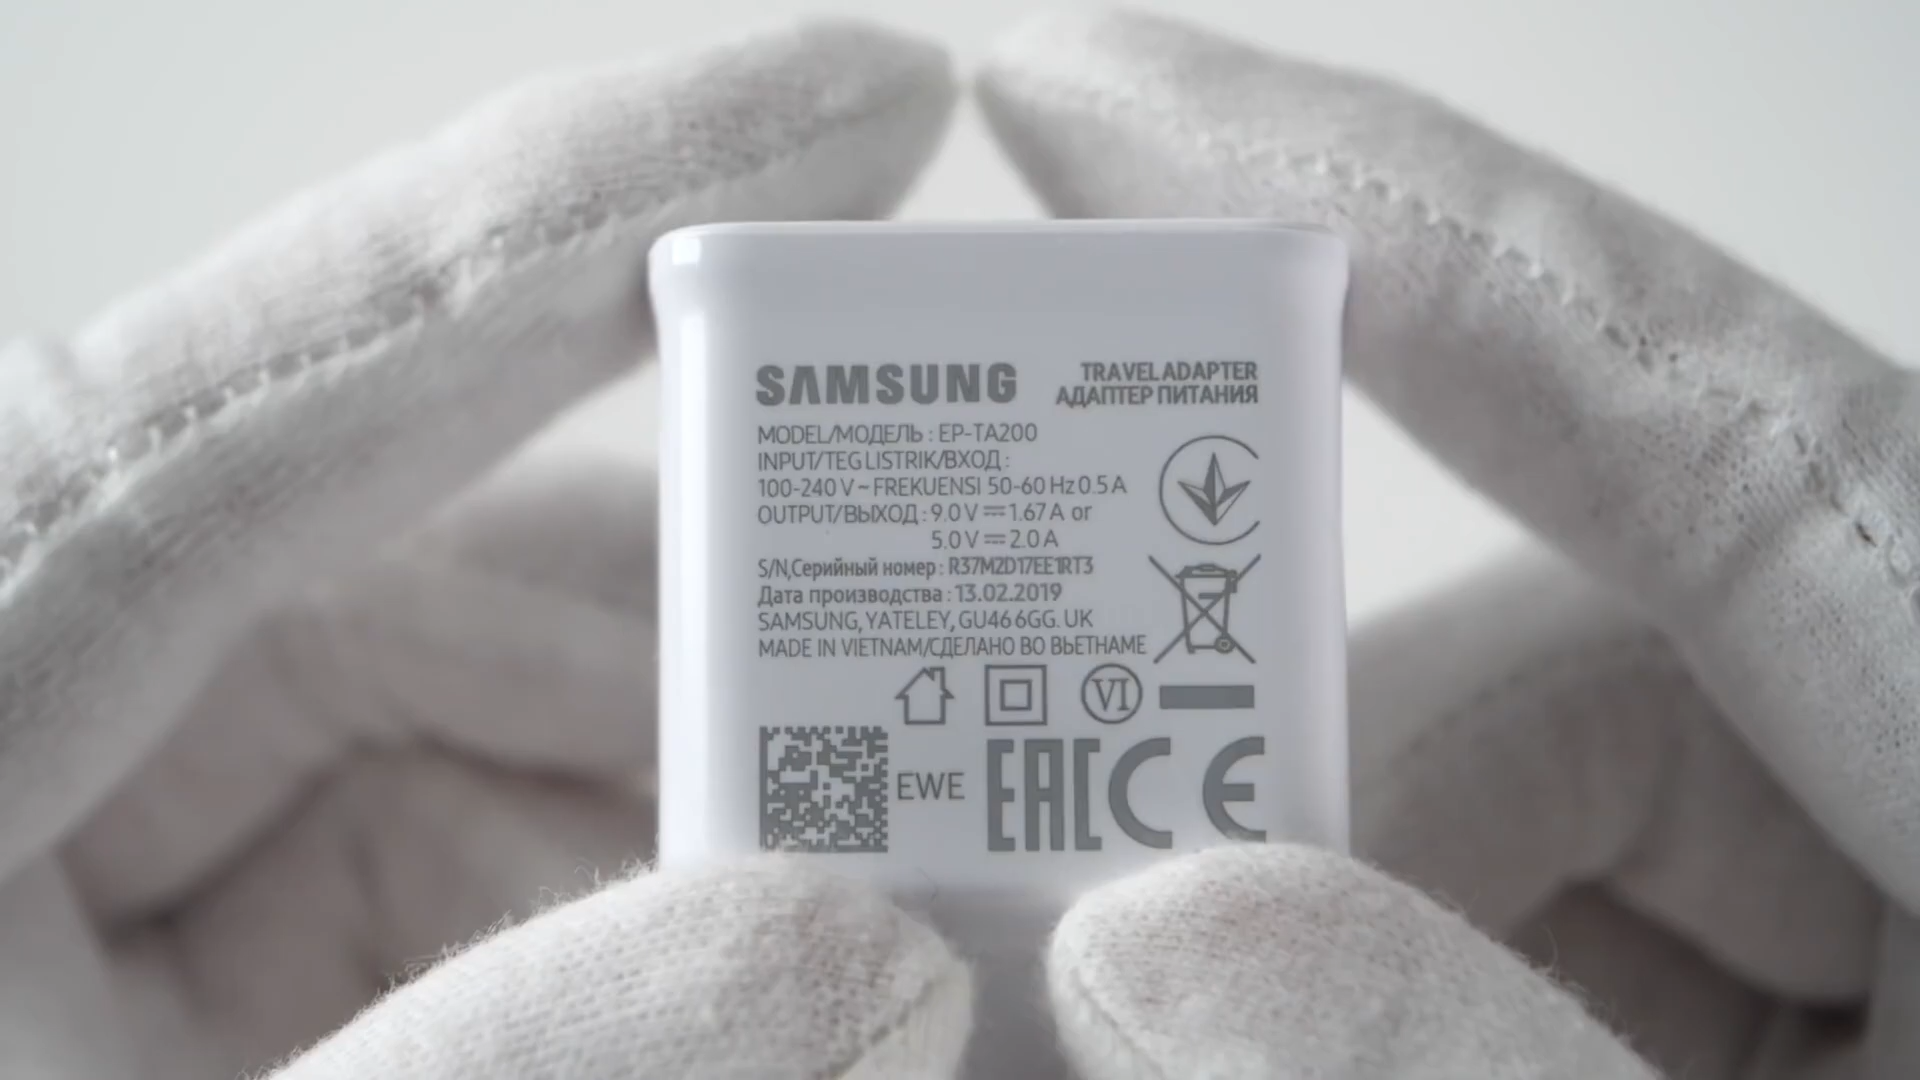 SAMSUNG
TRAVEL ADAPTER
АДАПТЕР ПИТАНИЯ
MODEL/МОДЕЛЬ : EP-TA200
INPUT/TEG LISTRIK/ВХОД :
100-240 V ~ FREKUENSI 50-60 Hz 0.5 A
OUTPUT/ВЫХОД : 9.0 V ⎓ 1.67 A or
5.0 V ⎓ 2.0 A
S/N,Серийный номер : R37M2D17EE1RT3
Дата производства : 13.02.2019
SAMSUNG, YATELEY, GU46 6GG. UK
MADE IN VIETNAM/СДЕЛАНО ВО ВЬЕТНАМЕ
VI
EWE
EAC CE